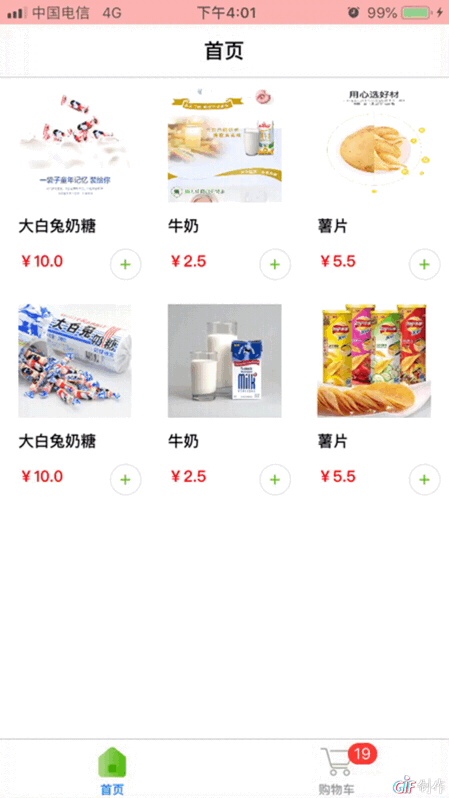 中国电信 4G 下午4:01 99%
首页
用心选好材
一袋子童年记忆 装给你
大白兔奶糖 牛奶 薯片
￥10.0 ￥2.5 ￥5.5
大白兔奶糖
milk
大白兔奶糖 牛奶 薯片
￥10.0 ￥2.5 ￥5.5
19
首页 购物车
GIF制作